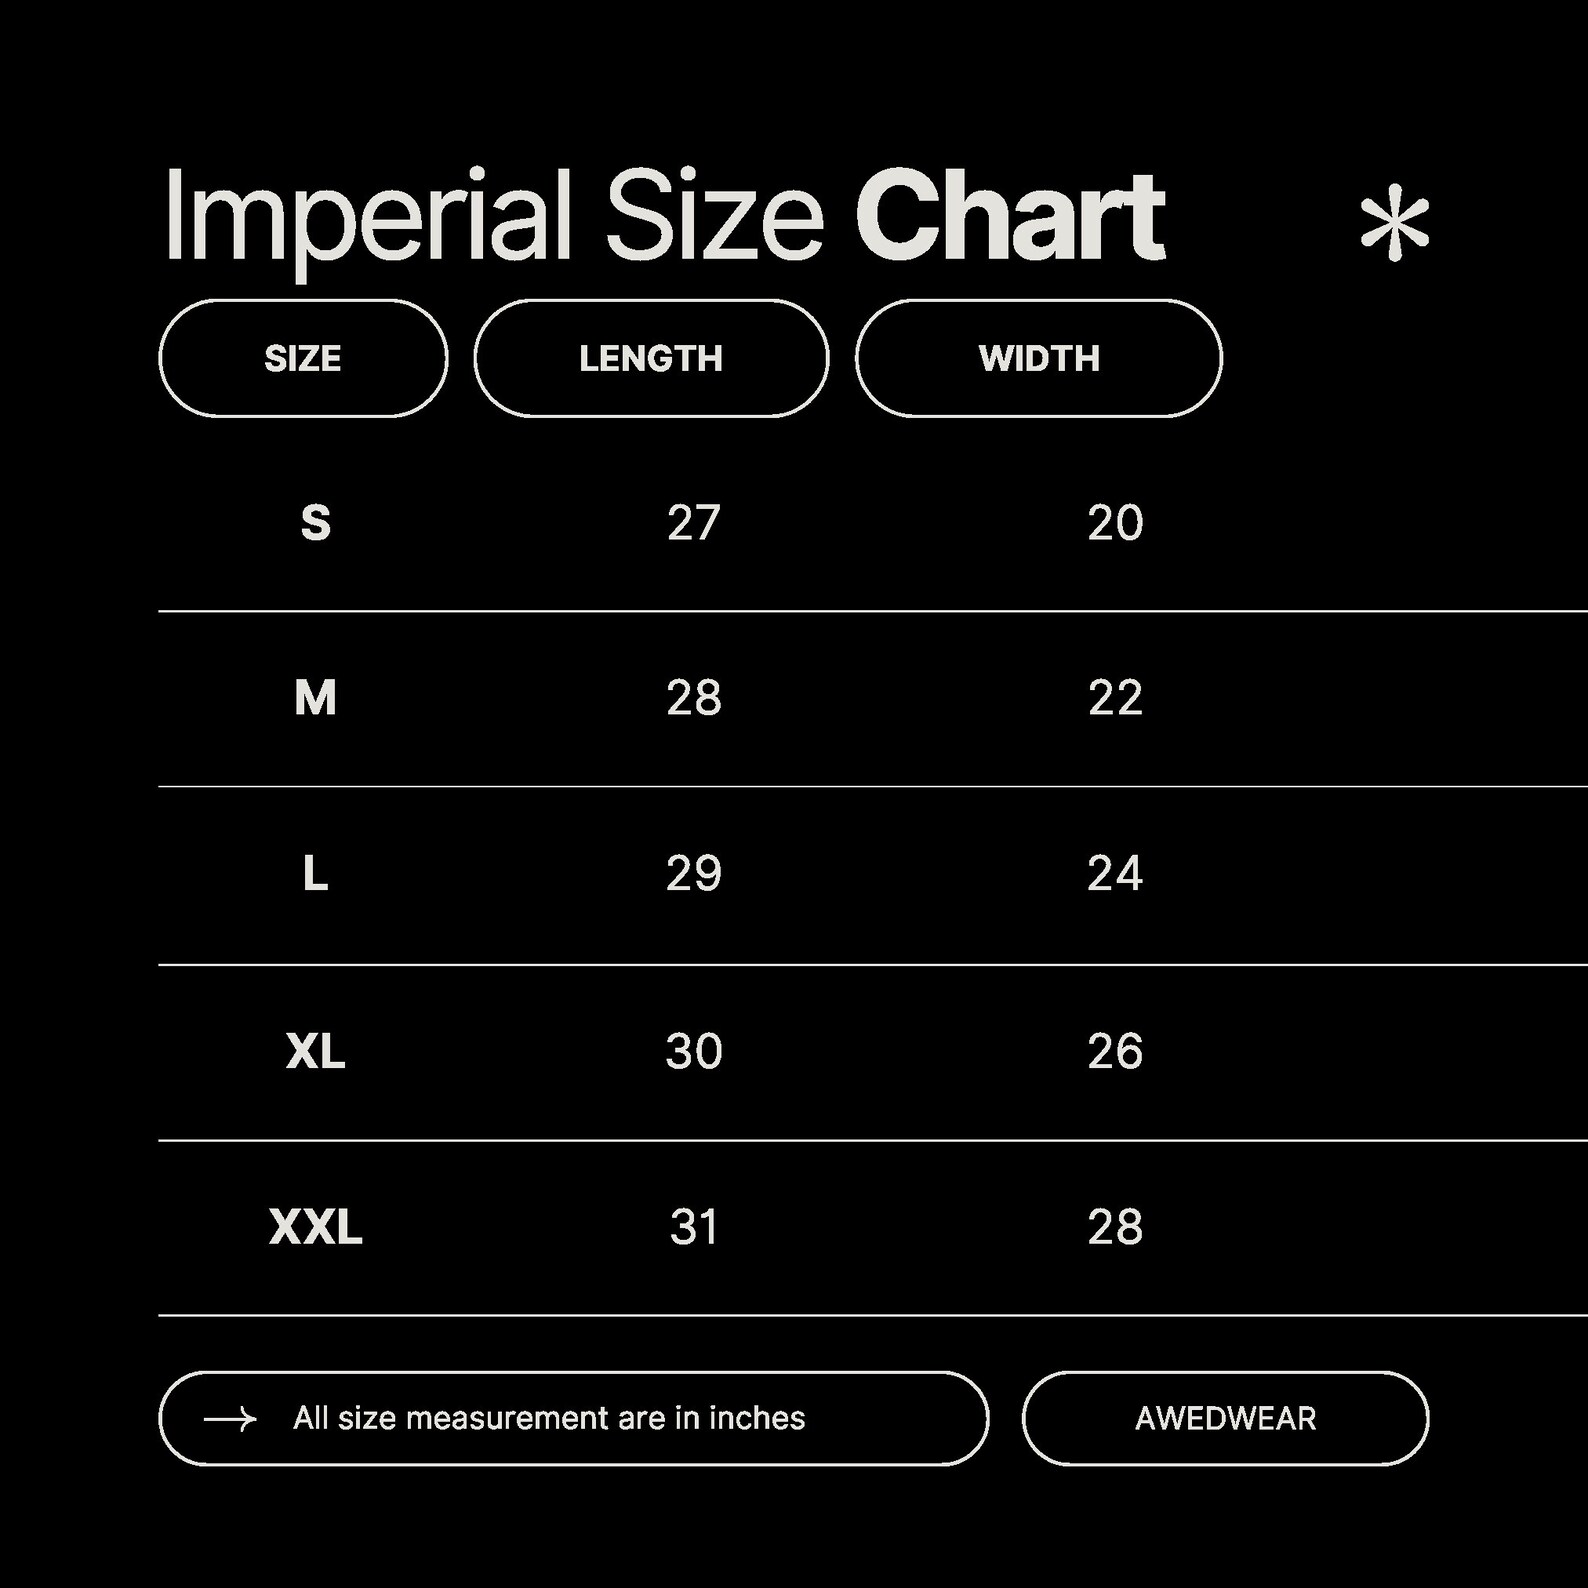 Imperial Size Chart *
SIZE LENGTH WIDTH
S 27 20
M 28 22
L 29 24
XL 30 26
XXL 31 28
→ All size measurement are in inches AWEDWEAR